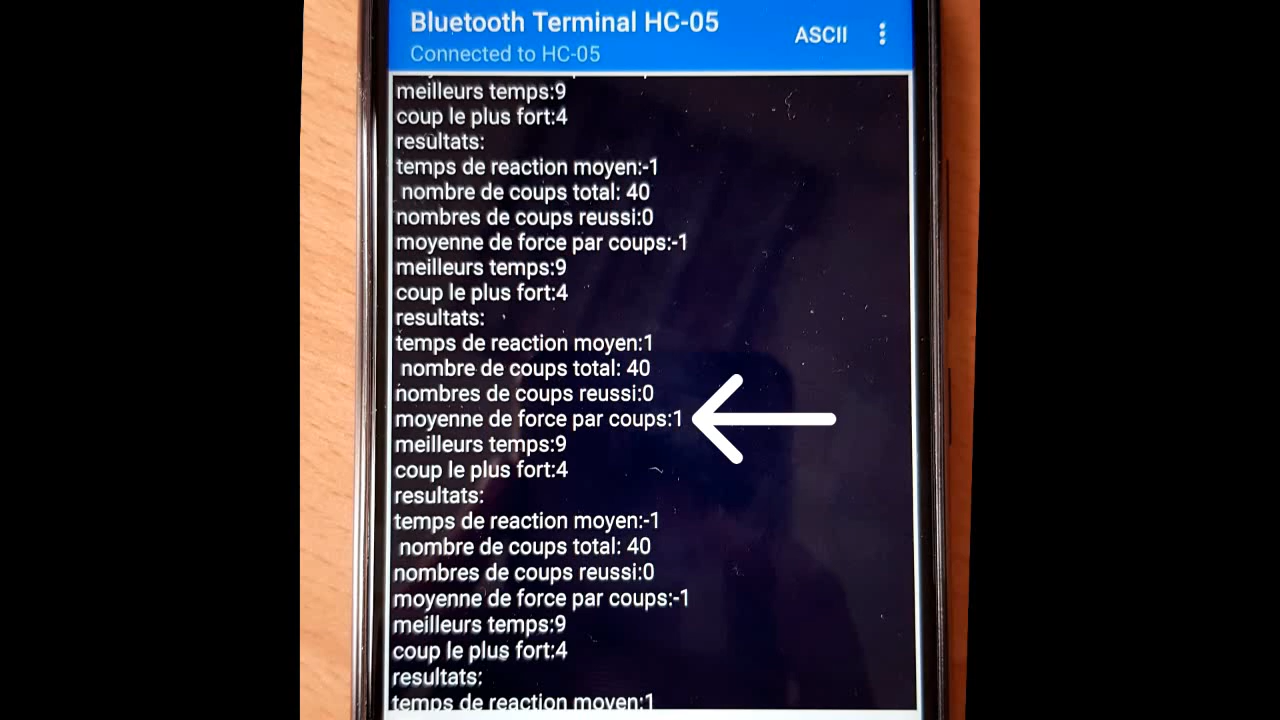 Bluetooth Terminal HC-05
Connected to HC-05
ASCII
meilleurs temps:9
coup le plus fort:4
resultats:
temps de reaction moyen:-1
nombre de coups total: 40
nombres de coups reussi:0
moyenne de force par coups:-1
meilleurs temps:9
coup le plus fort:4
resultats:
temps de reaction moyen:1
nombre de coups total: 40
nombres de coups reussi:0
moyenne de force par coups:1
meilleurs temps:9
coup le plus fort:4
resultats:
temps de reaction moyen:-1
nombre de coups total: 40
nombres de coups reussi:0
moyenne de force par coups:-1
meilleurs temps:9
coup le plus fort:4
resultats:
temps de reaction moyen:1